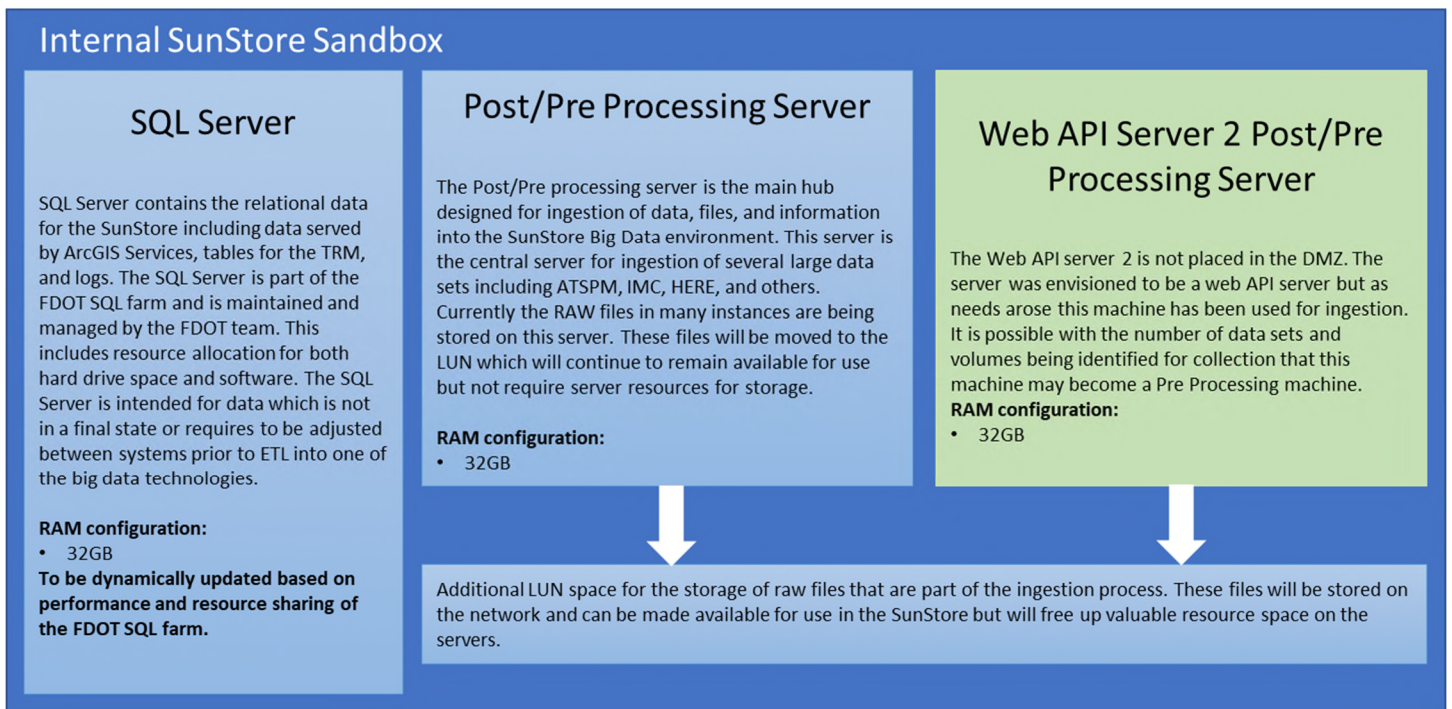 Internal SunStore Sandbox
SQL Server
SQL Server contains the relational data
for the SunStore including data served
by ArcGIS Services, tables for the TRM,
and logs. The SQL Server is part of the
FDOT SQL farm and is maintained and
managed by the FDOT team. This
includes resource allocation for both
hard drive space and software. The SQL
Server is intended for data which is not
in a final state or requires to be adjusted
between systems prior to ETL into one of
the big data technologies.
RAM configuration:
• 32GB
To be dynamically updated based on
performance and resource sharing of
the FDOT SQL farm.
Post/Pre Processing Server
The Post/Pre processing server is the main hub
designed for ingestion of data, files, and information
into the SunStore Big Data environment. This server is
the central server for ingestion of several large data
sets including ATSPM, IMC, HERE, and others.
Currently the RAW files in many instances are being
stored on this server. These files will be moved to the
LUN which will continue to remain available for use
but not require server resources for storage.
RAM configuration:
• 32GB
Web API Server 2 Post/Pre
Processing Server
The Web API server 2 is not placed in the DMZ. The
server was envisioned to be a web API server but as
needs arose this machine has been used for ingestion.
It is possible with the number of data sets and
volumes being identified for collection that this
machine may become a Pre Processing machine.
RAM configuration:
• 32GB
Additional LUN space for the storage of raw files that are part of the ingestion process. These files will be stored on
the network and can be made available for use in the SunStore but will free up valuable resource space on the
servers.